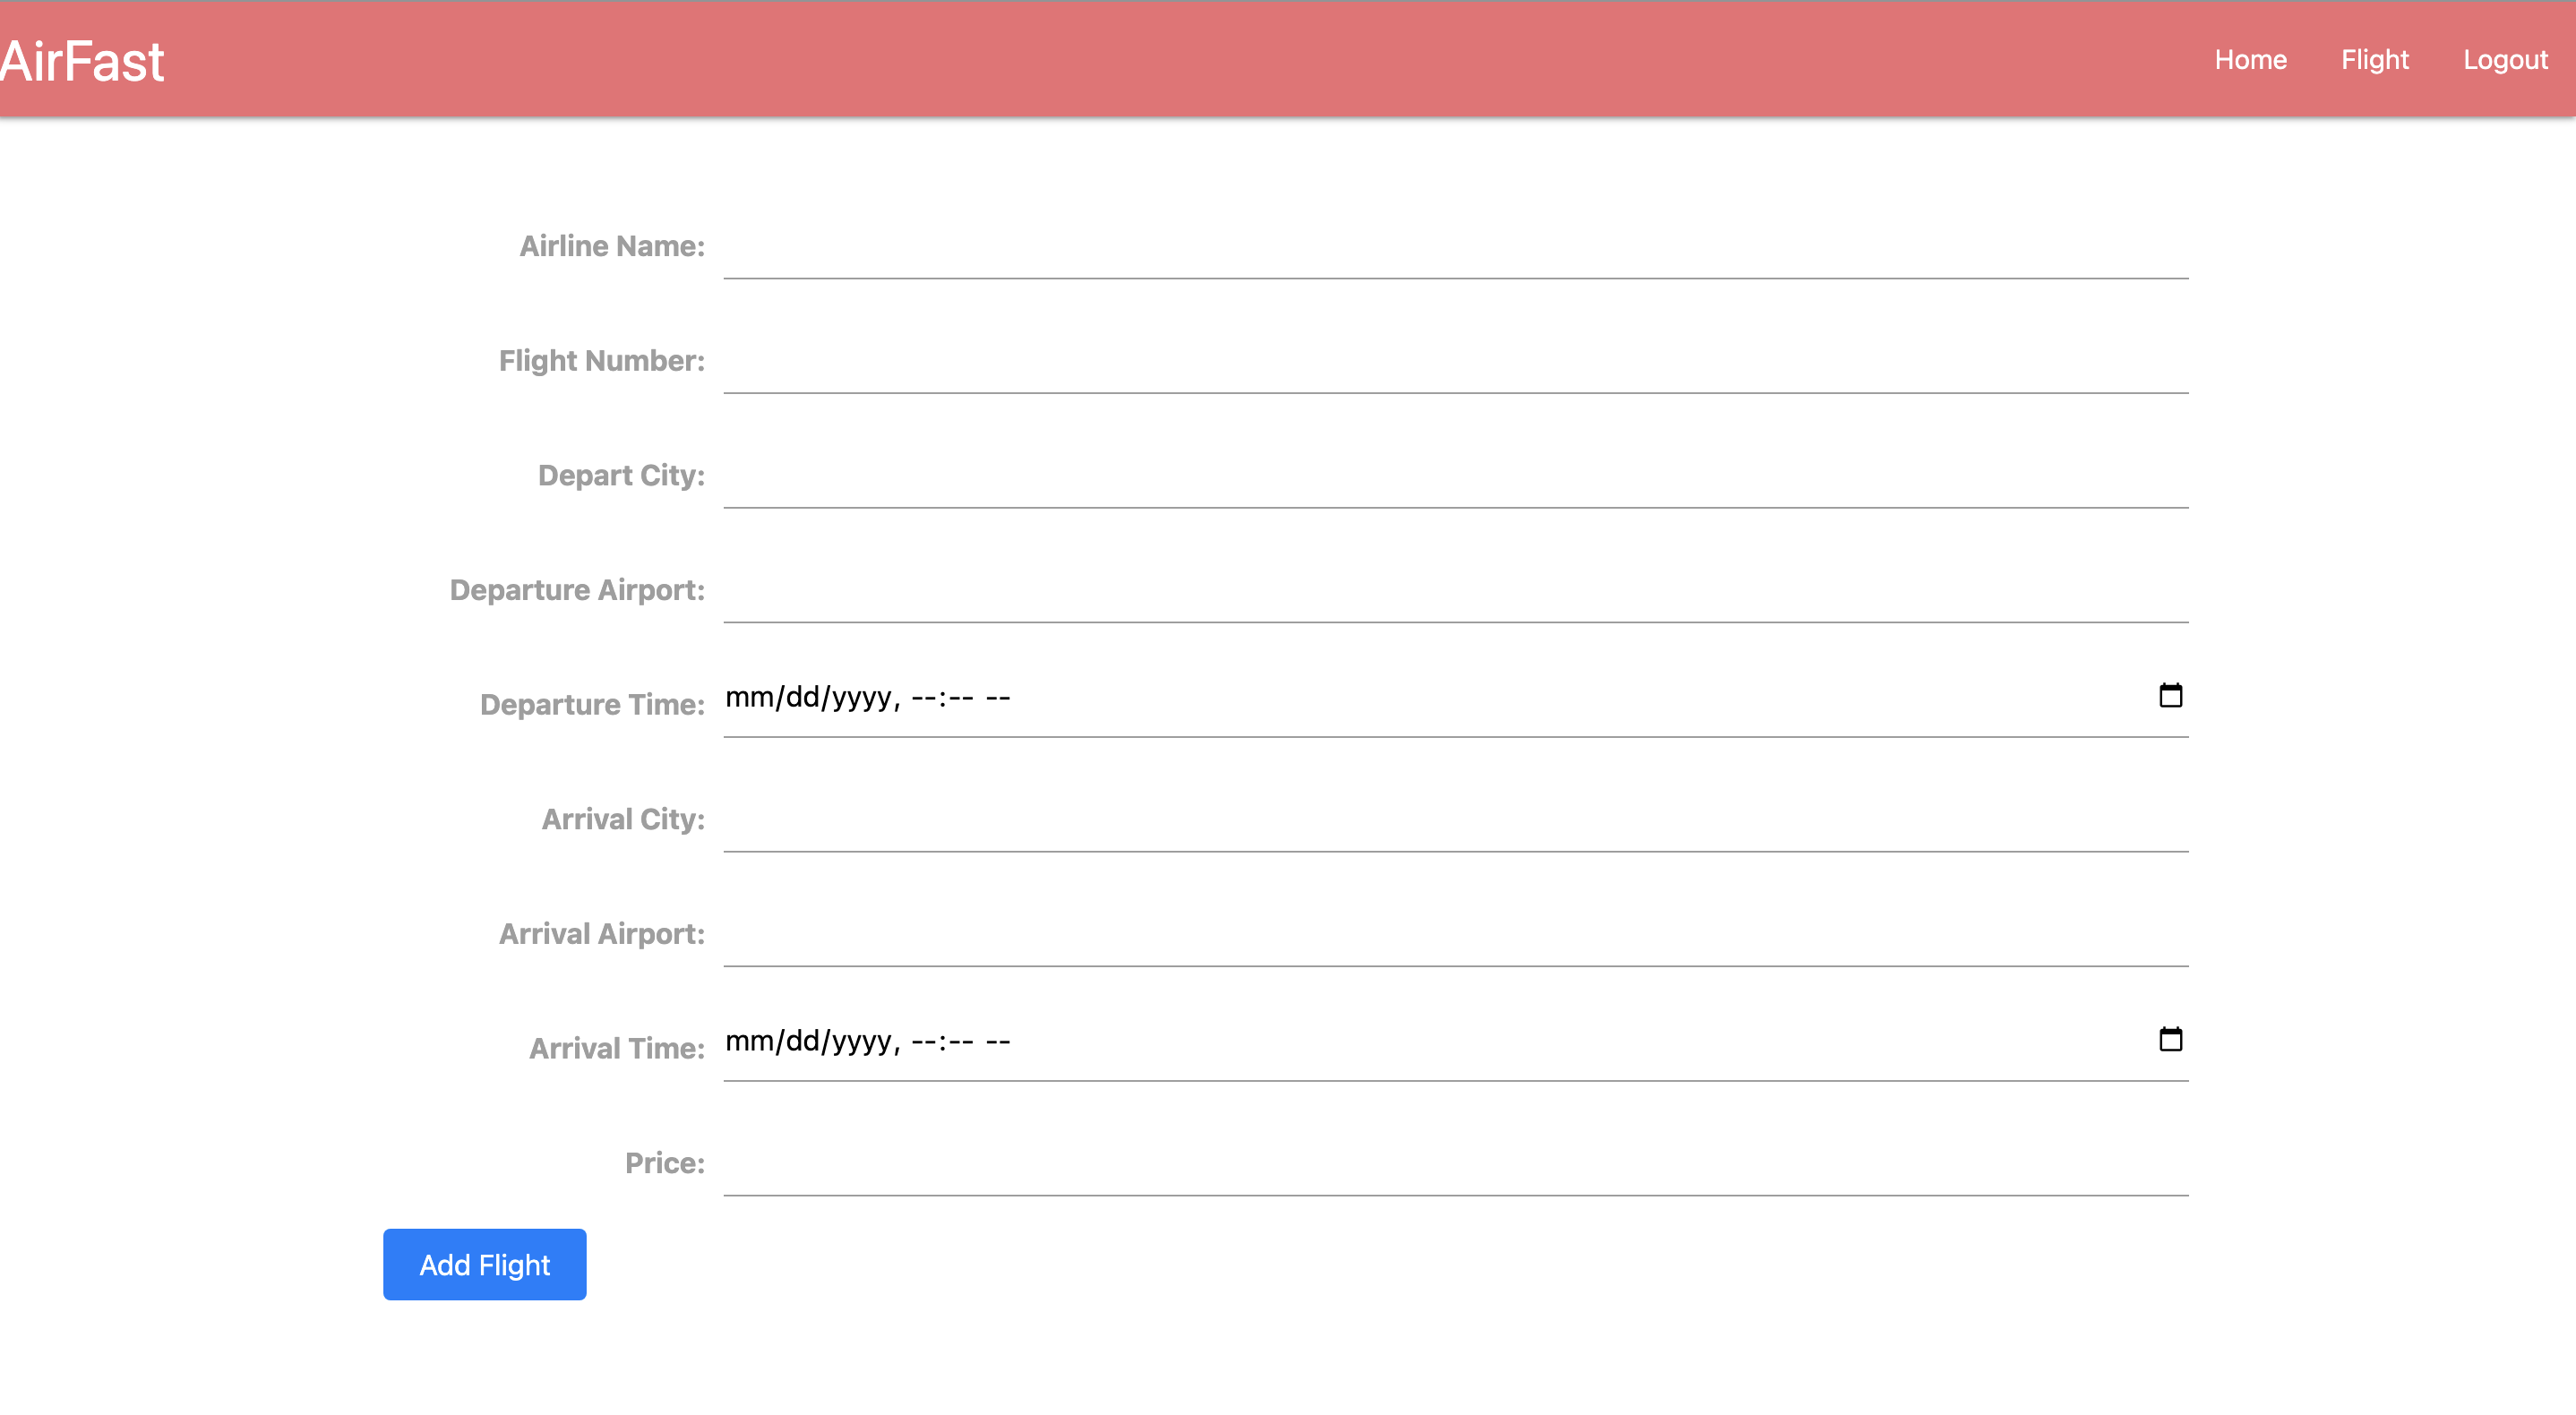 AirFast
Home Flight Logout
Airline Name:
Flight Number:
Depart City:
Departure Airport:
Departure Time: mm/dd/yyyy, --:-- --
Arrival City:
Arrival Airport:
Arrival Time: mm/dd/yyyy, --:-- --
Price:
Add Flight